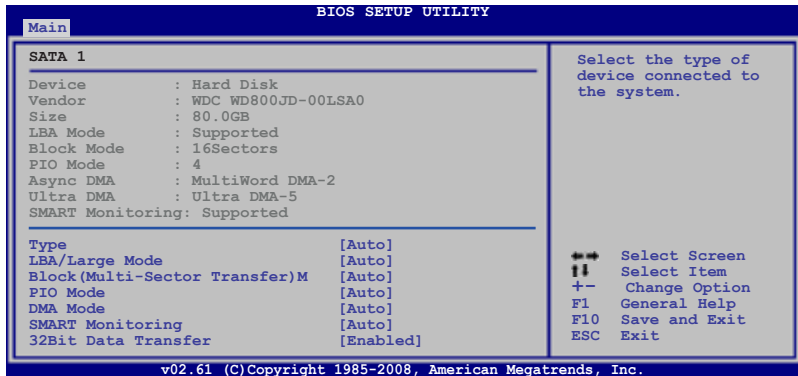 BIOS SETUP UTILITY
Main
SATA 1
Device : Hard Disk
Vendor : WDC WD800JD-00LSA0
Size : 80.0GB
LBA Mode : Supported
Block Mode : 16Sectors
PIO Mode : 4
Async DMA : MultiWord DMA-2
Ultra DMA : Ultra DMA-5
SMART Monitoring: Supported
Type [Auto]
LBA/Large Mode [Auto]
Block(Multi-Sector Transfer)M [Auto]
PIO Mode [Auto]
DMA Mode [Auto]
SMART Monitoring [Auto]
32Bit Data Transfer [Enabled]
Select the type of
device connected to
the system.
←→ Select Screen
↑↓ Select Item
+- Change Option
F1 General Help
F10 Save and Exit
ESC Exit
v02.61 (C)Copyright 1985-2008, American Megatrends, Inc.